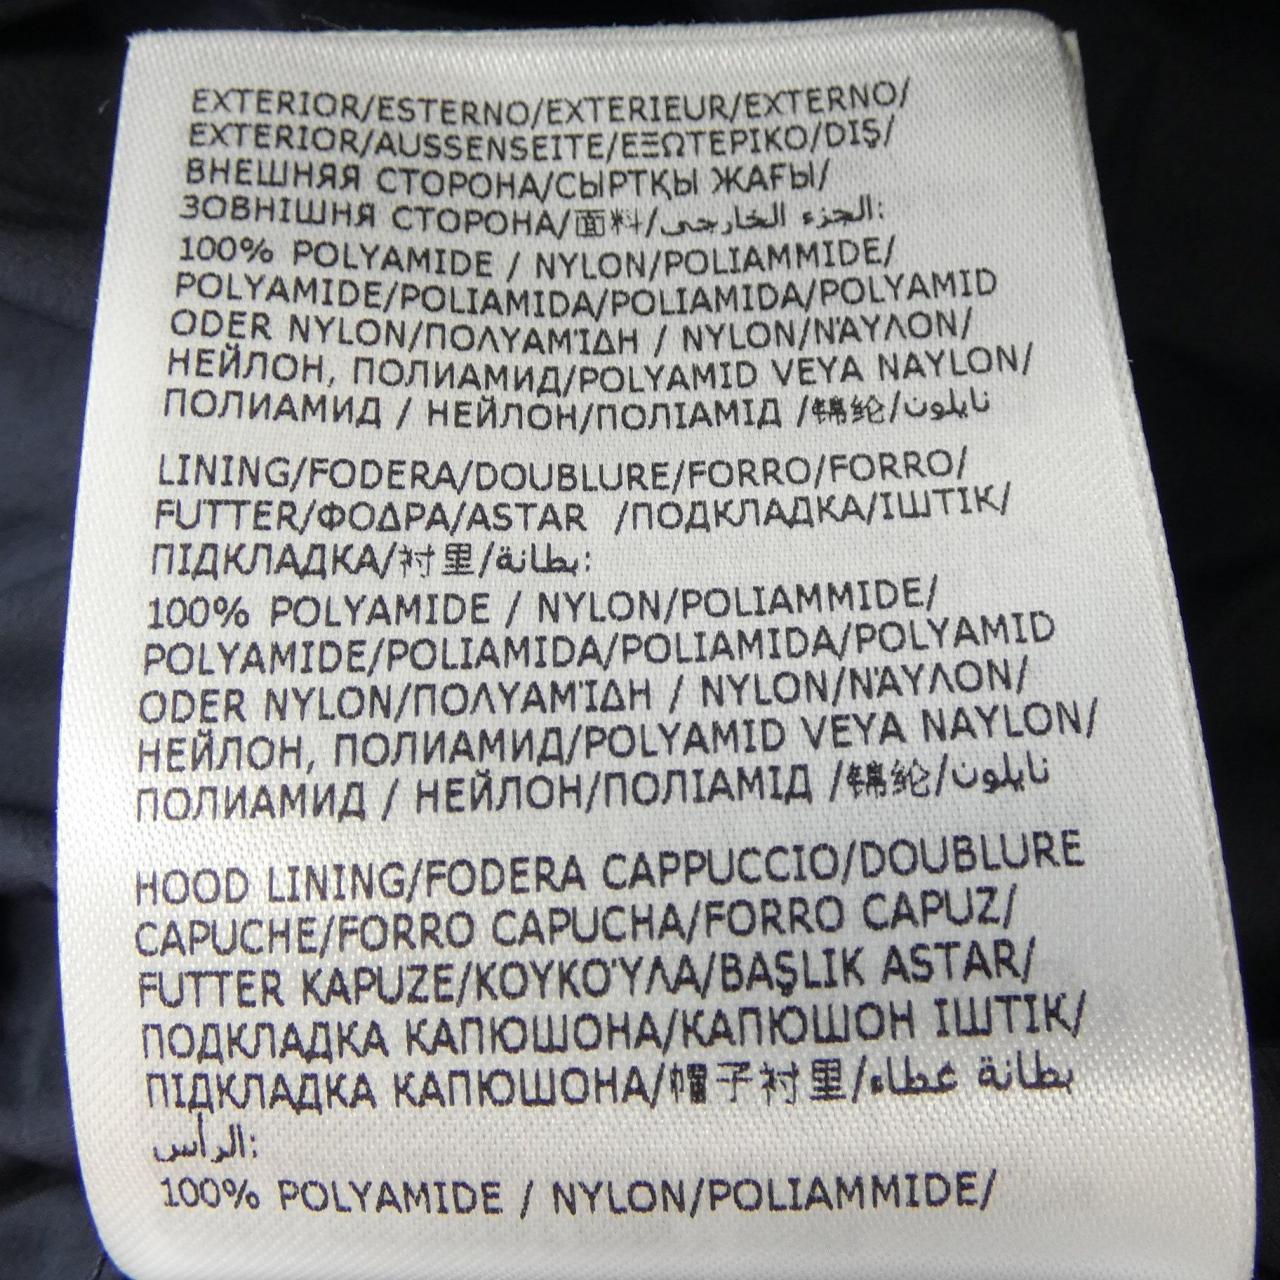 EXTERIOR/ESTERNO/EXTERIEUR/EXTERNO/
EXTERIOR/AUSSENSEITE/ΕΞΩΤΕΡΙΚΟ/DIŞ/
ВНЕШНЯЯ СТОРОНА/СЫРТҚЫ ЖАҒЫ/
ЗОВНІШНЯ СТОРОНА/面料/الجزء الخارجى:
100% POLYAMIDE / NYLON/POLIAMMIDE/
POLYAMIDE/POLIAMIDA/POLIAMIDA/POLYAMID
ODER NYLON/ΠΟΛΥΑΜΊΔΗ / NYLON/ΝΆΥΛΟΝ/
НЕЙЛОН, ПОЛИАМИД/POLYAMID VEYA NAYLON/
ПОЛИАМИД / НЕЙЛОН/ПОЛІАМІД /锦纶/نايلون
LINING/FODERA/DOUBLURE/FORRO/FORRO/
FUTTER/ΦΟΔΡΑ/ASTAR /ПОДКЛАДКА/ІШТІК/
ПІДКЛАДКА/衬里/بطانة:
100% POLYAMIDE / NYLON/POLIAMMIDE/
POLYAMIDE/POLIAMIDA/POLIAMIDA/POLYAMID
ODER NYLON/ΠΟΛΥΑΜΊΔΗ / NYLON/ΝΆΥΛΟΝ/
НЕЙЛОН, ПОЛИАМИД/POLYAMID VEYA NAYLON/
ПОЛИАМИД / НЕЙЛОН/ПОЛІАМІД /锦纶/نايلون
HOOD LINING/FODERA CAPPUCCIO/DOUBLURE
CAPUCHE/FORRO CAPUCHA/FORRO CAPUZ/
FUTTER KAPUZE/ΚΟΥΚΟΎΛΑ/BAŞLIK ASTAR/
ПОДКЛАДКА КАПЮШОНА/КАПЮШОН ІШТІК/
ПІДКЛАДКА КАПЮШОНА/帽子衬里/بطانة غطاء
الرأس:
100% POLYAMIDE / NYLON/POLIAMMIDE/